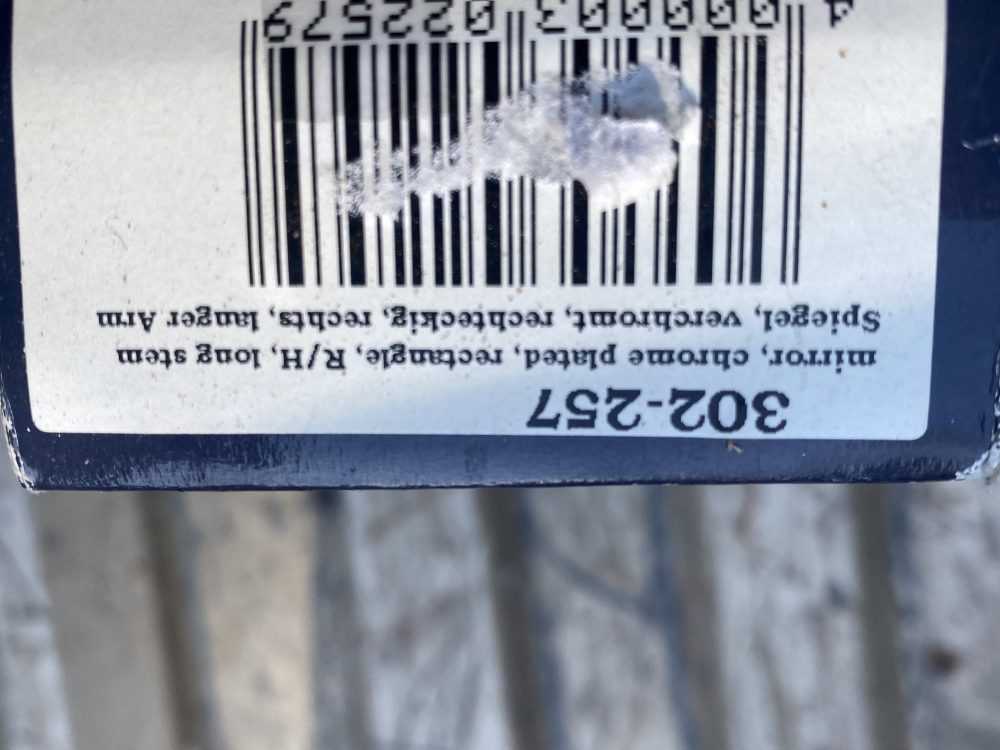 302-257
mirror, chrome plated, rectangle, R/H, long stem
Spiegel, verchromt, rechteckig, rechts, langer Arm
4 000003 022579